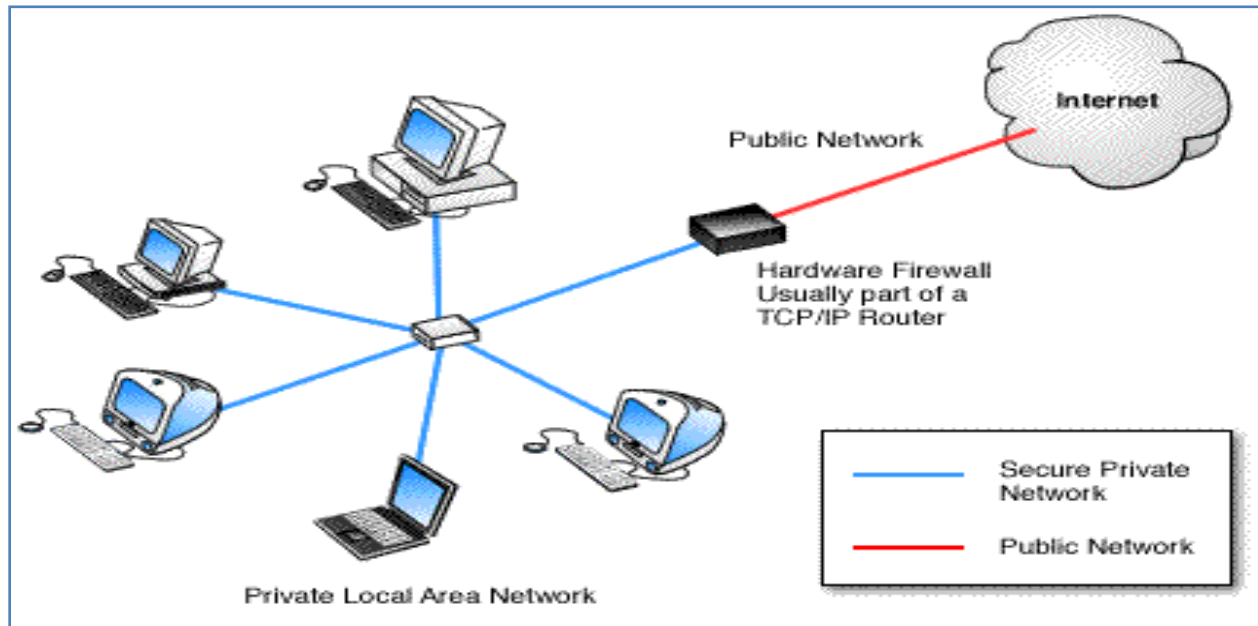 Internet
Public Network
Hardware Firewall
Usually part of a
TCP/IP Router
Secure Private
Network
Public Network
Private Local Area Network